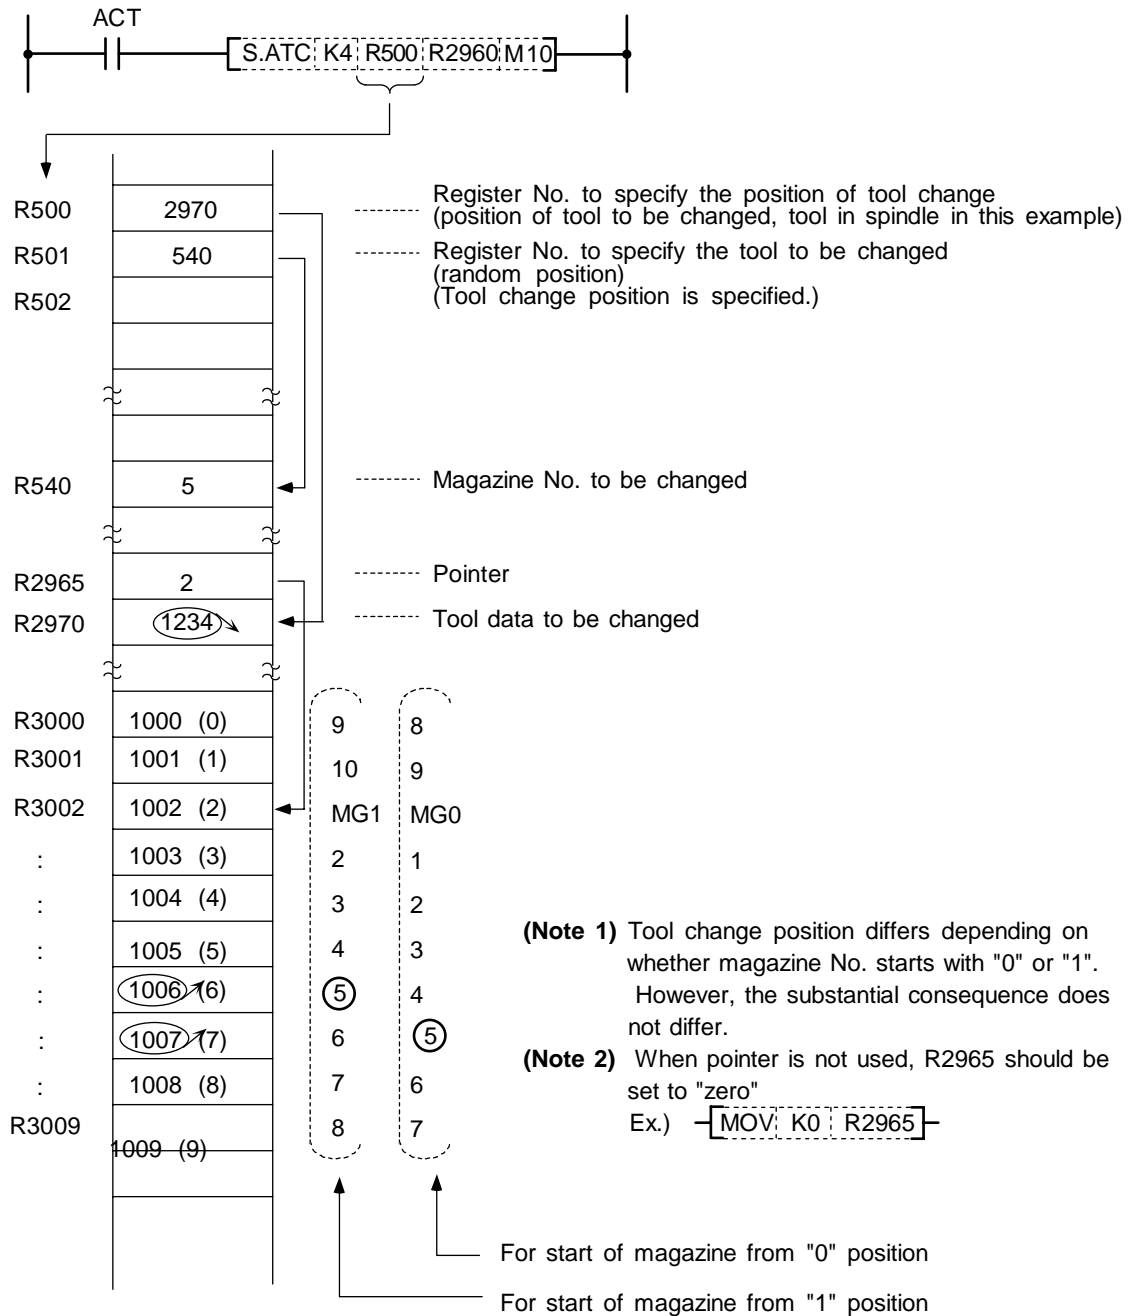 ACT
S.ATC K4 R500 R2960 M10
R500 2970 Register No. to specify the position of tool change
(position of tool to be changed, tool in spindle in this example)
R501 540 Register No. to specify the tool to be changed
(random position)
R502 (Tool change position is specified.)
R540 5 Magazine No. to be changed
R2965 2 Pointer
R2970 1234 Tool data to be changed
R3000 1000 (0) 9 8
R3001 1001 (1) 10 9
R3002 1002 (2) MG1 MG0
: 1003 (3) 2 1
: 1004 (4) 3 2
: 1005 (5) 4 3
: 1006 (6) 5 4
: 1007 (7) 6 5
: 1008 (8) 7 6
R3009 1009 (9) 8 7
(Note 1) Tool change position differs depending on
whether magazine No. starts with "0" or "1".
However, the substantial consequence does
not differ.
(Note 2) When pointer is not used, R2965 should be
set to "zero"
Ex.) MOV K0 R2965
For start of magazine from "0" position
For start of magazine from "1" position